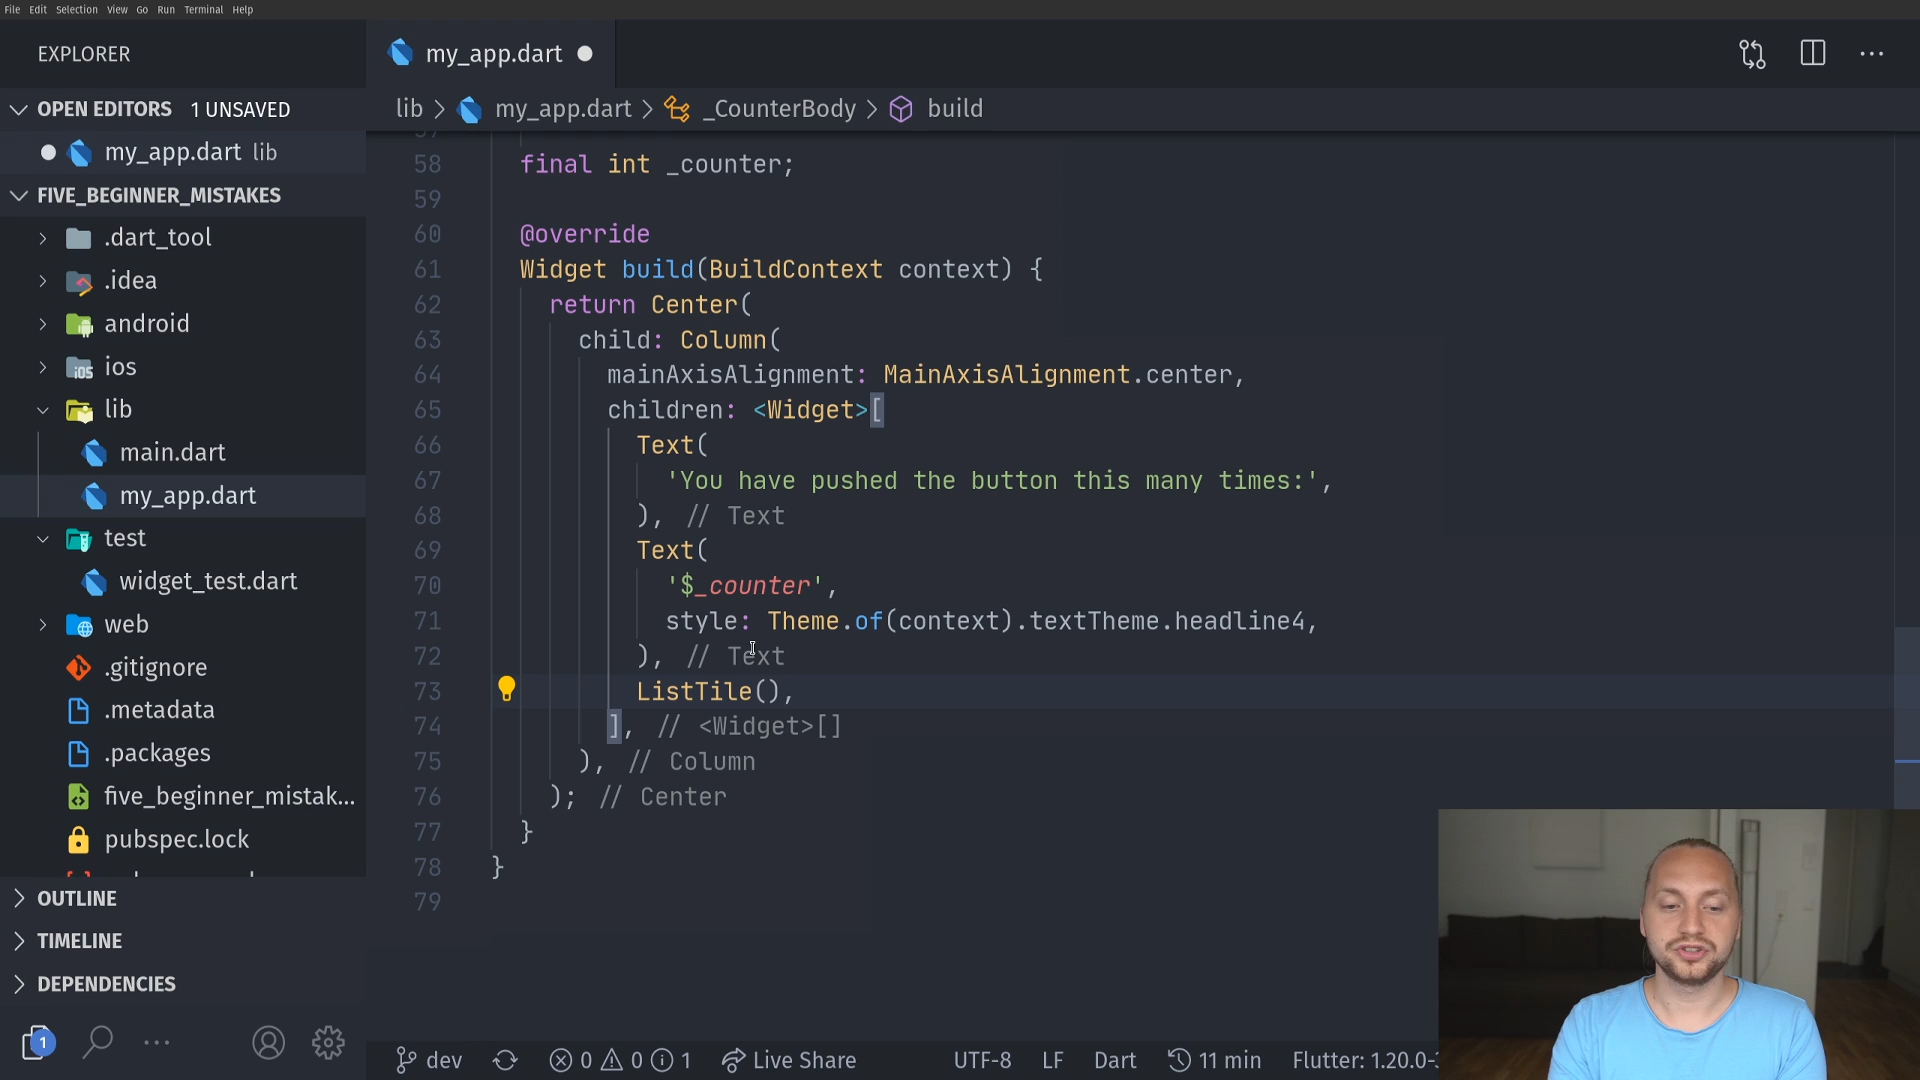 File Edit Selection View Go Run Terminal Help
EXPLORER
OPEN EDITORS 1 UNSAVED
my_app.dart lib
FIVE_BEGINNER_MISTAKES
.dart_tool
.idea
android
ios
lib
main.dart
my_app.dart
test
widget_test.dart
web
.gitignore
.metadata
.packages
five_beginner_mistak...
pubspec.lock
OUTLINE
TIMELINE
DEPENDENCIES
1
my_app.dart
lib > my_app.dart > _CounterBody > build
58 final int _counter;
59
60 @override
61 Widget build(BuildContext context) {
62 return Center(
63 child: Column(
64 mainAxisAlignment: MainAxisAlignment.center,
65 children: <Widget>[
66 Text(
67 'You have pushed the button this many times:',
68 ), // Text
69 Text(
70 '$_counter',
71 style: Theme.of(context).textTheme.headline4,
72 ), // Text
73 ListTile(),
74 ], // <Widget>[]
75 ), // Column
76 ); // Center
77 }
78 }
79
dev 0 0 1 Live Share UTF-8 LF Dart 11 min Flutter: 1.20.0-